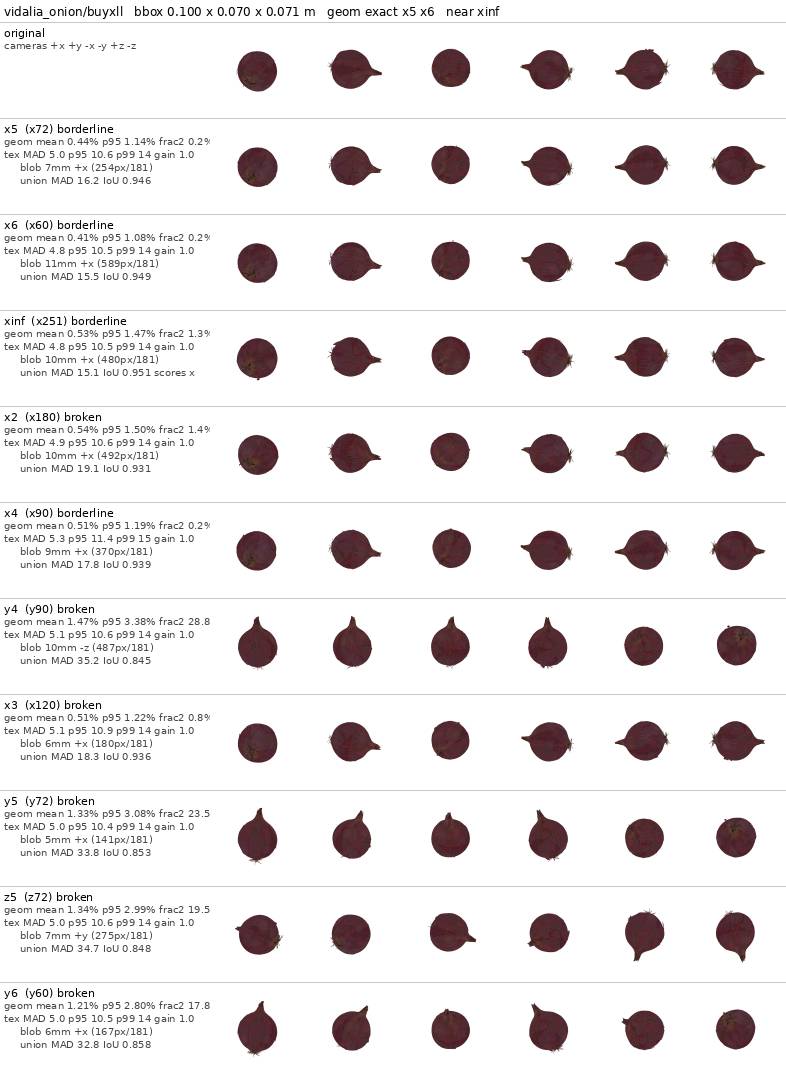 vidalia_onion/buyxll   bbox 0.100 x 0.070 x 0.071 m   geom exact x5 x6   near xinf
original
cameras +x +y -x -y +z -z
x5  (x72) borderline
geom mean 0.44% p95 1.14% frac2 0.2%
tex MAD 5.0 p95 10.6 p99 14 gain 1.0
blob 7mm +x (254px/181)
union MAD 16.2 IoU 0.946
x6  (x60) borderline
geom mean 0.41% p95 1.08% frac2 0.2%
tex MAD 4.8 p95 10.5 p99 14 gain 1.0
blob 11mm +x (589px/181)
union MAD 15.5 IoU 0.949
xinf  (x251) borderline
geom mean 0.53% p95 1.47% frac2 1.3%
tex MAD 4.8 p95 10.5 p99 14 gain 1.0
blob 10mm +x (480px/181)
union MAD 15.1 IoU 0.951 scores x
x2  (x180) broken
geom mean 0.54% p95 1.50% frac2 1.4%
tex MAD 4.9 p95 10.6 p99 14 gain 1.0
blob 10mm +x (492px/181)
union MAD 19.1 IoU 0.931
x4  (x90) borderline
geom mean 0.51% p95 1.19% frac2 0.2%
tex MAD 5.3 p95 11.4 p99 15 gain 1.0
blob 9mm +x (370px/181)
union MAD 17.8 IoU 0.939
y4  (y90) broken
geom mean 1.47% p95 3.38% frac2 28.8
tex MAD 5.1 p95 10.6 p99 14 gain 1.0
blob 10mm -z (487px/181)
union MAD 35.2 IoU 0.845
x3  (x120) broken
geom mean 0.51% p95 1.22% frac2 0.8%
tex MAD 5.1 p95 10.9 p99 14 gain 1.0
blob 6mm +x (180px/181)
union MAD 18.3 IoU 0.936
y5  (y72) broken
geom mean 1.33% p95 3.08% frac2 23.5
tex MAD 5.0 p95 10.4 p99 14 gain 1.0
blob 5mm +x (141px/181)
union MAD 33.8 IoU 0.853
z5  (z72) broken
geom mean 1.34% p95 2.99% frac2 19.5
tex MAD 5.0 p95 10.6 p99 14 gain 1.0
blob 7mm +y (275px/181)
union MAD 34.7 IoU 0.848
y6  (y60) broken
geom mean 1.21% p95 2.80% frac2 17.8
tex MAD 5.0 p95 10.5 p99 14 gain 1.0
blob 6mm +x (167px/181)
union MAD 32.8 IoU 0.858